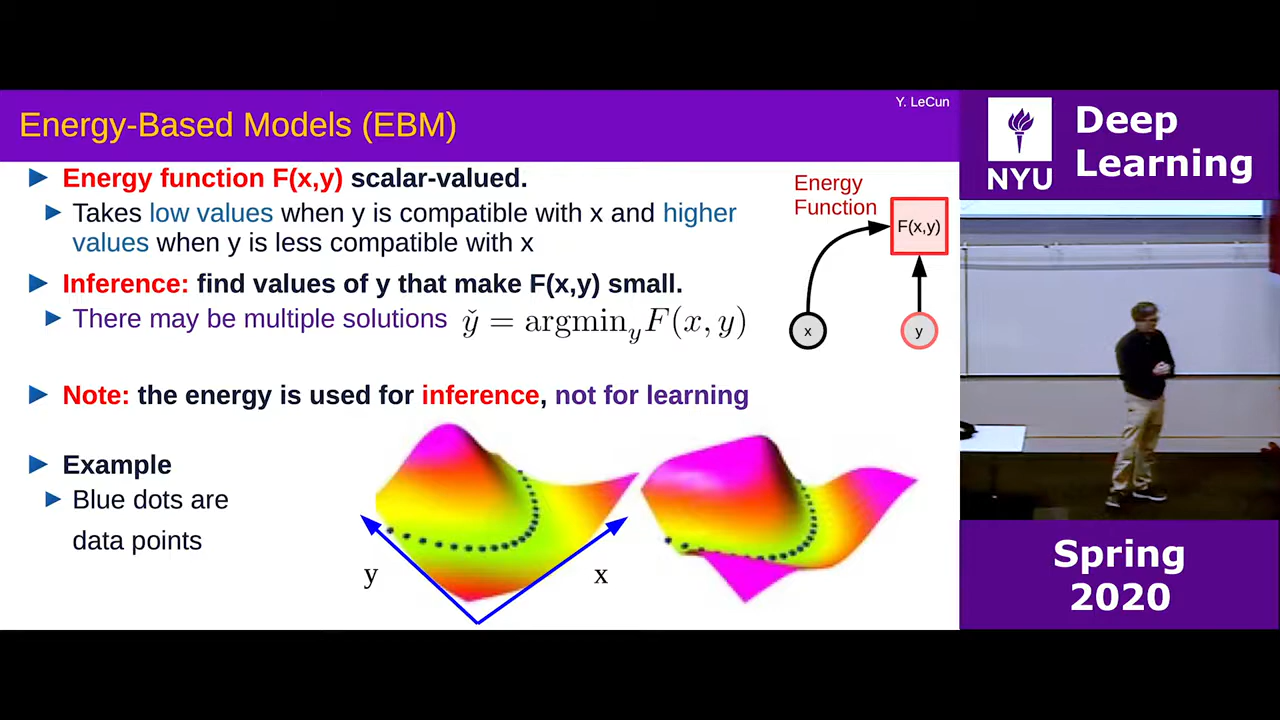 Y. LeCun
Energy-Based Models (EBM)
Energy function F(x,y) scalar-valued.
Takes low values when y is compatible with x and higher
values when y is less compatible with x
Inference: find values of y that make F(x,y) small.
There may be multiple solutions y̌ = argmin_y F(x, y)
Note: the energy is used for inference, not for learning
Example
Blue dots are
data points
Energy
Function
F(x,y)
x
y
y
x
NYU
Deep
Learning
Spring
2020